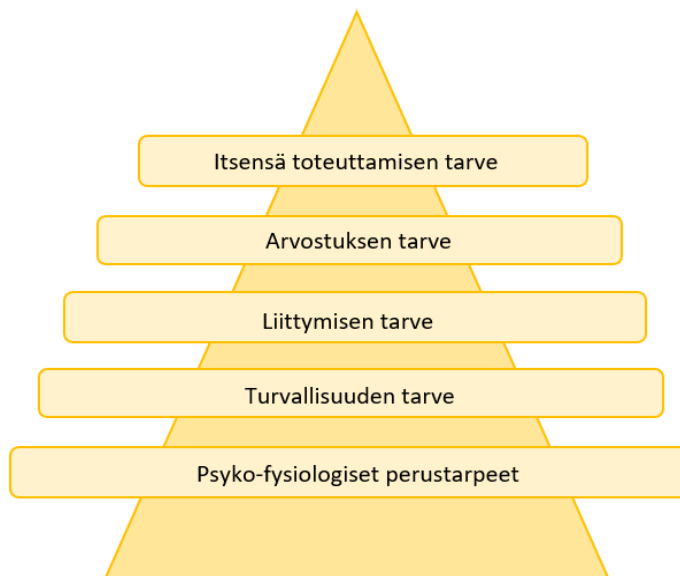 Itsensä toteuttamisen tarve
Arvostuksen tarve
Liittymisen tarve
Turvallisuuden tarve
Psyko-fysiologiset perustarpeet